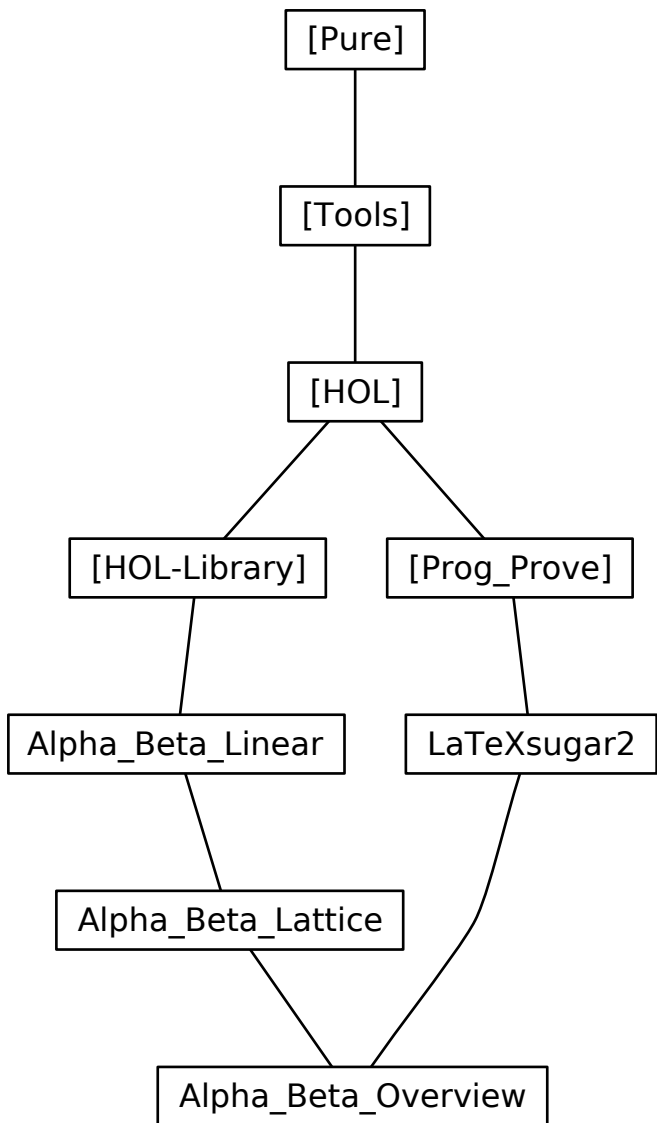 [Pure]
[Tools]
[HOL]
[HOL-Library]
[Prog_Prove]
Alpha_Beta_Linear
LaTeXsugar2
Alpha_Beta_Lattice
Alpha_Beta_Overview